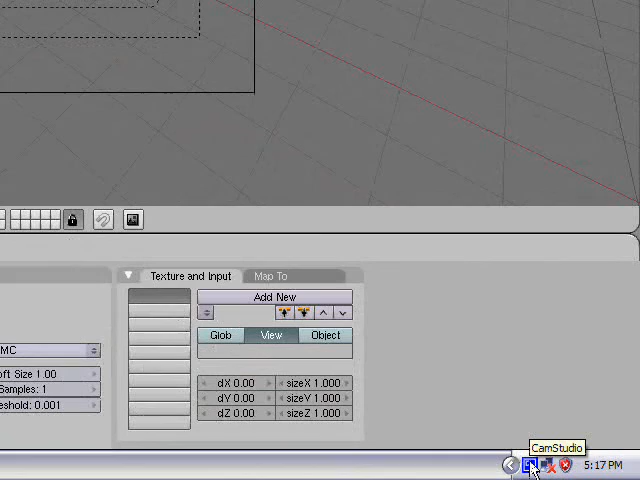 Texture and Input Map To
Add New
Glob View Object
MC
oft Size 1.00
Samples: 1
eshold: 0.001
dX 0.00 sizeX 1.000
dY 0.00 sizeY 1.000
dZ 0.00 sizeZ 1.000
CamStudio
5:17 PM